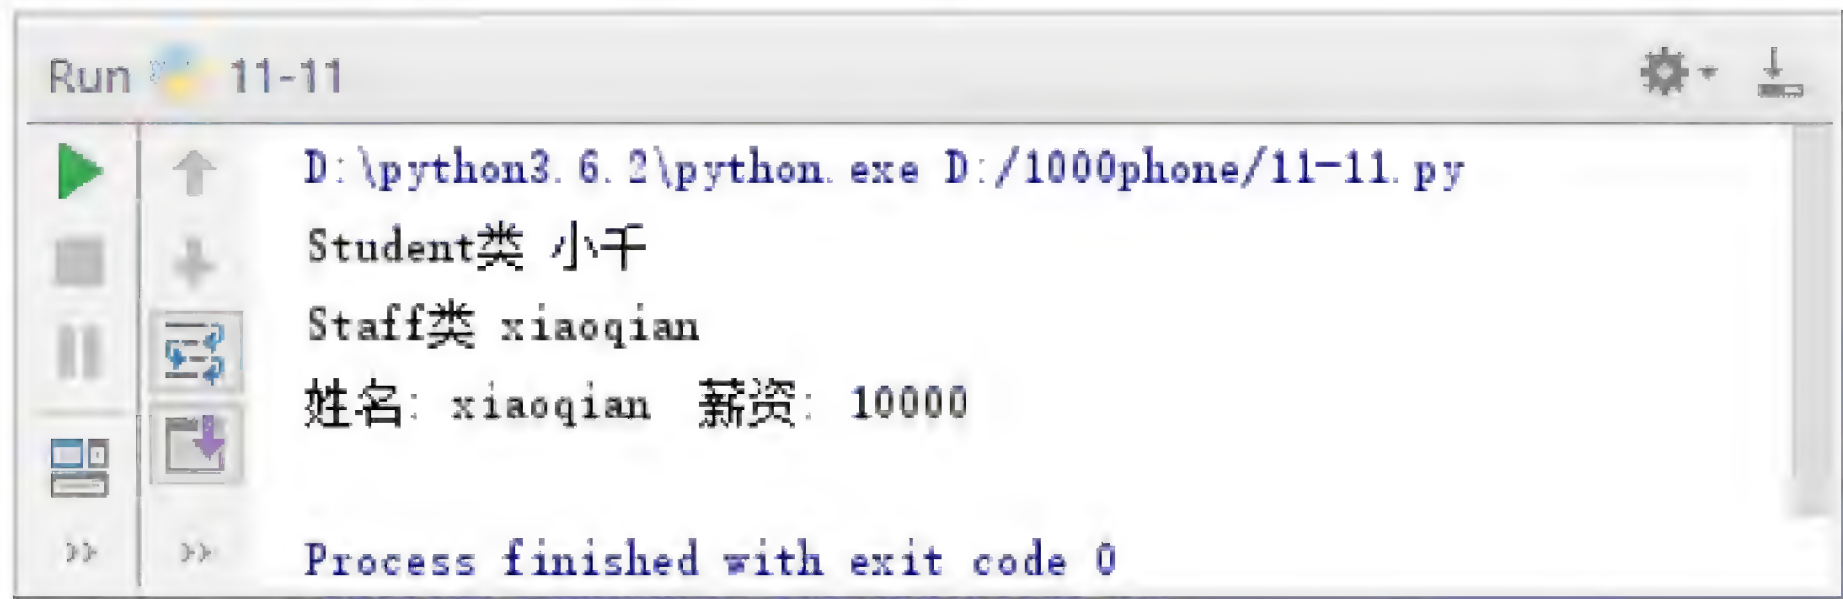 Run 11-11
D:\python3.6.2\python.exe D:/1000phone/11-11.py
Student类 小千
Staff类 xiaoqian
姓名: xiaoqian 薪资: 10000
Process finished with exit code 0